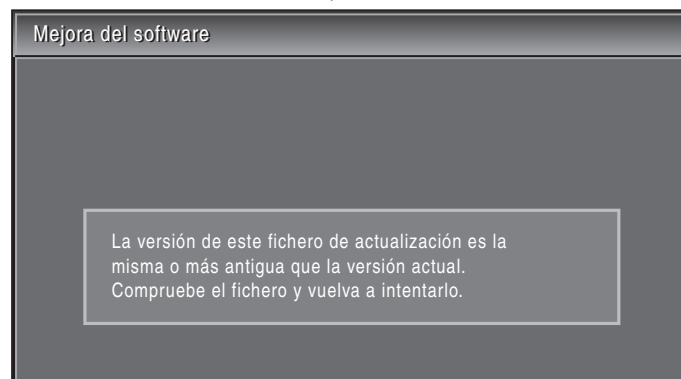 Mejora del software
La versión de este fichero de actualización es la
misma o más antigua que la versión actual.
Compruebe el fichero y vuelva a intentarlo.